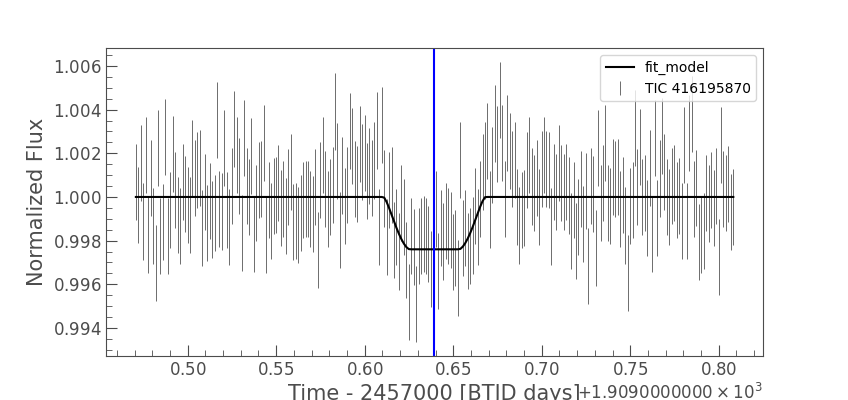 1.006
1.004
1.002
1.000
0.998
0.996
0.994
Normalized Flux
fit_model
TIC 416195870
0.50
0.55
0.60
0.65
0.70
0.75
0.80
Time - 2457000 [BTJD days]
+1.9090000000 × 10³